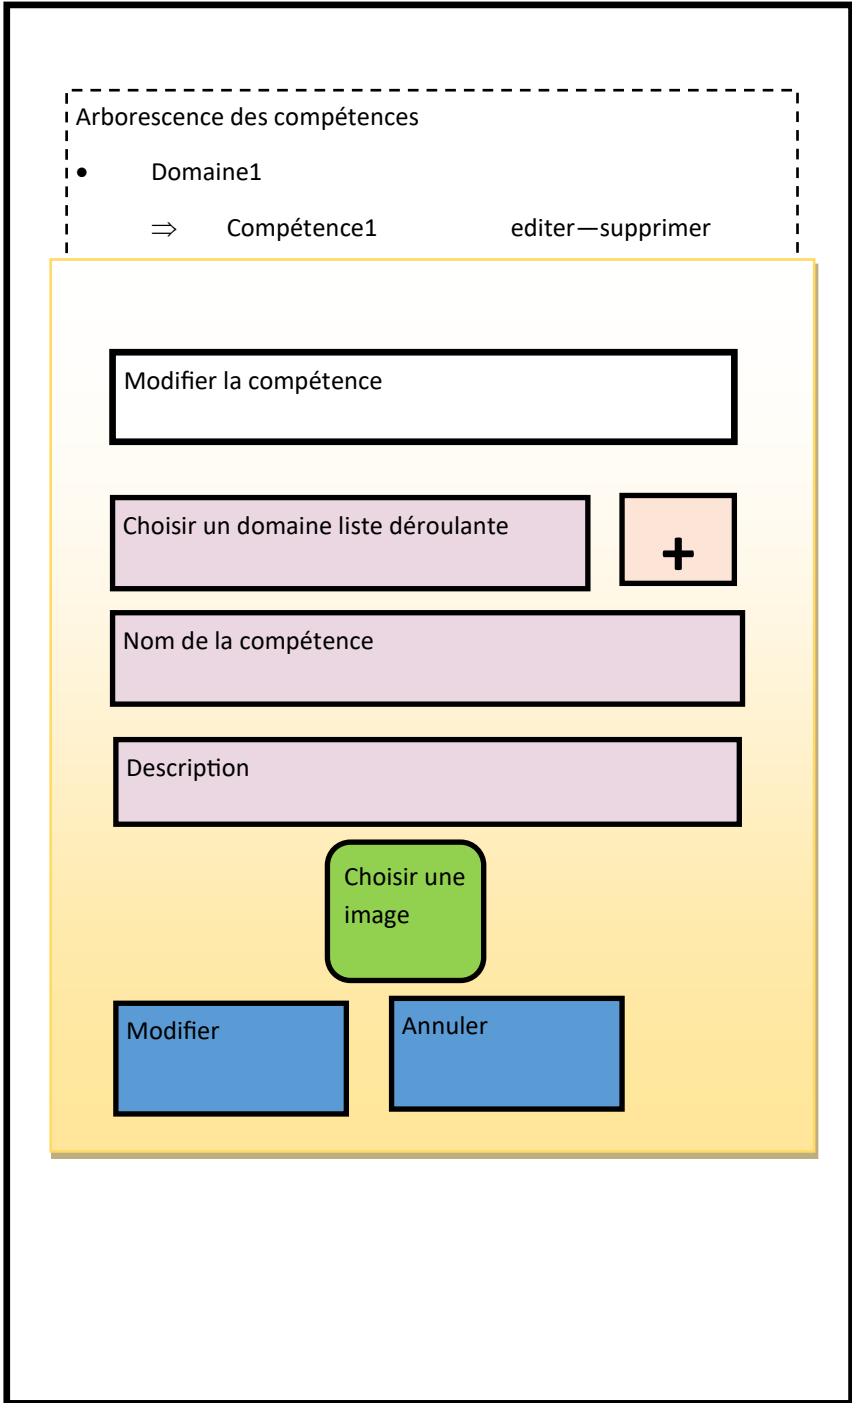 Arborescence des compétences
• Domaine1
⇒ Compétence1 editer—supprimer
Modifier la compétence
Choisir un domaine liste déroulante
+
Nom de la compétence
Description
Choisir une
image
Modifier
Annuler